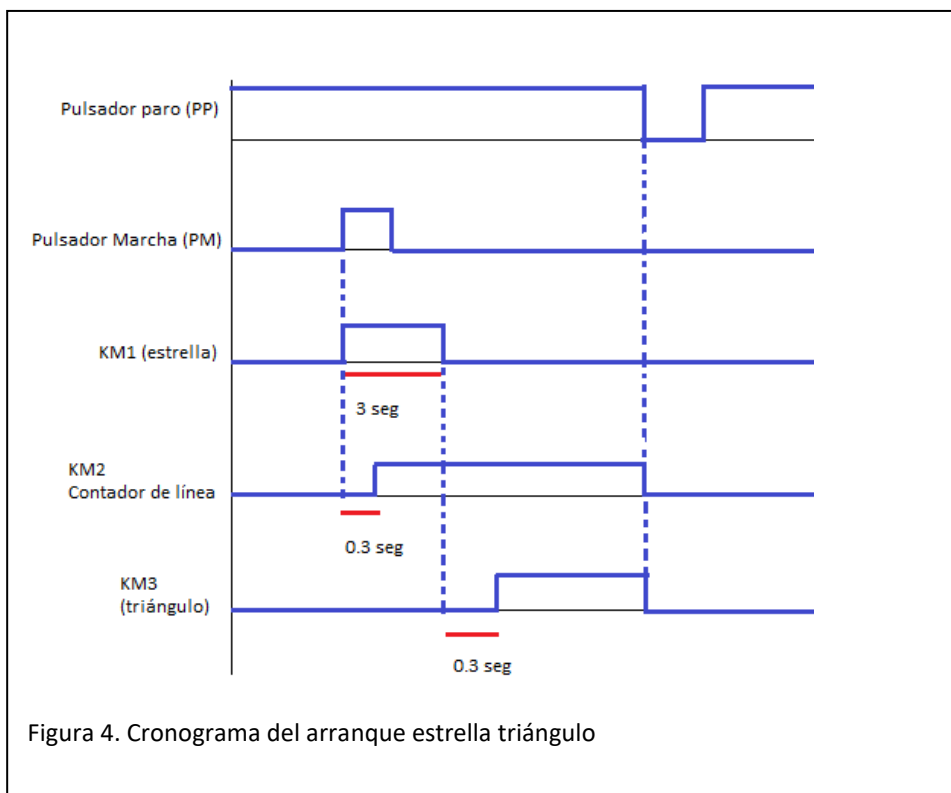 Pulsador paro (PP)
Pulsador Marcha (PM)
KM1 (estrella)
3 seg
KM2
Contador de línea
0.3 seg
KM3
(triángulo)
0.3 seg
Figura 4. Cronograma del arranque estrella triángulo